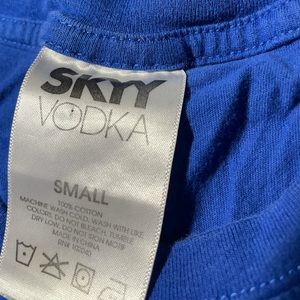 SKYY
VODKA
SMALL
100% COTTON
MACHINE WASH COLD, WASH WITH LIKE
COLORS, DO NOT BLEACH, TUMBLE
DRY LOW, DO NOT IRON MOTIF
MADE IN CHINA